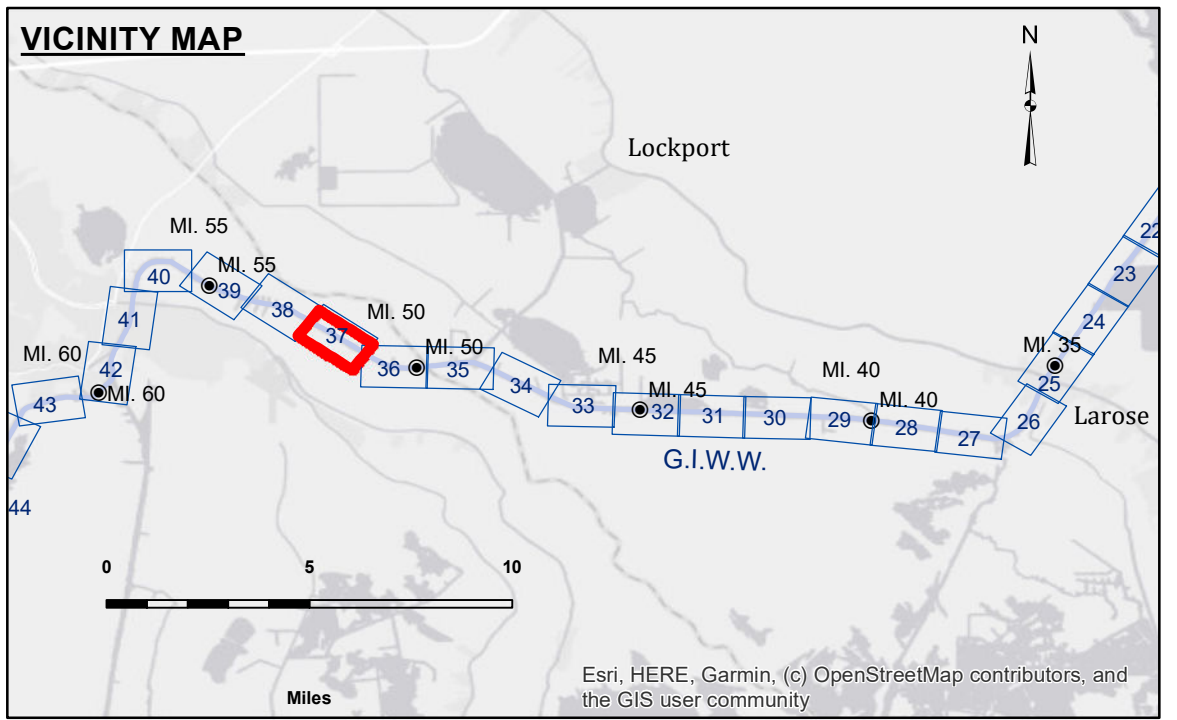 VICINITY MAP
N
Lockport
22
MI. 55
MI. 55
40
39
23
38
MI. 50
41
24
37
MI. 50
MI. 60
MI. 45
MI. 35
42
36
35
MI. 40
34
25
MI. 60
MI. 45
MI. 40
43
33
32
31
30
29
28
27
26
Larose
G.I.W.W.
44
0
5
10
Miles
Esri, HERE, Garmin, (c) OpenStreetMap contributors, and
the GIS user community